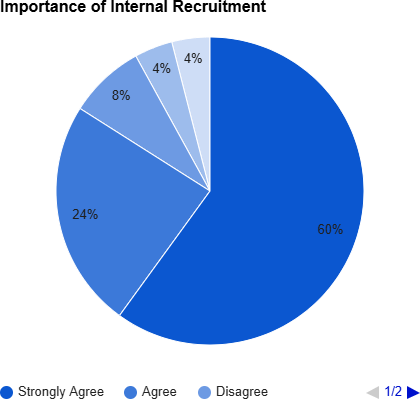 Importance of Internal Recruitment
4%
4%
8%
24%
60%
Strongly Agree
Agree
Disagree
1/2